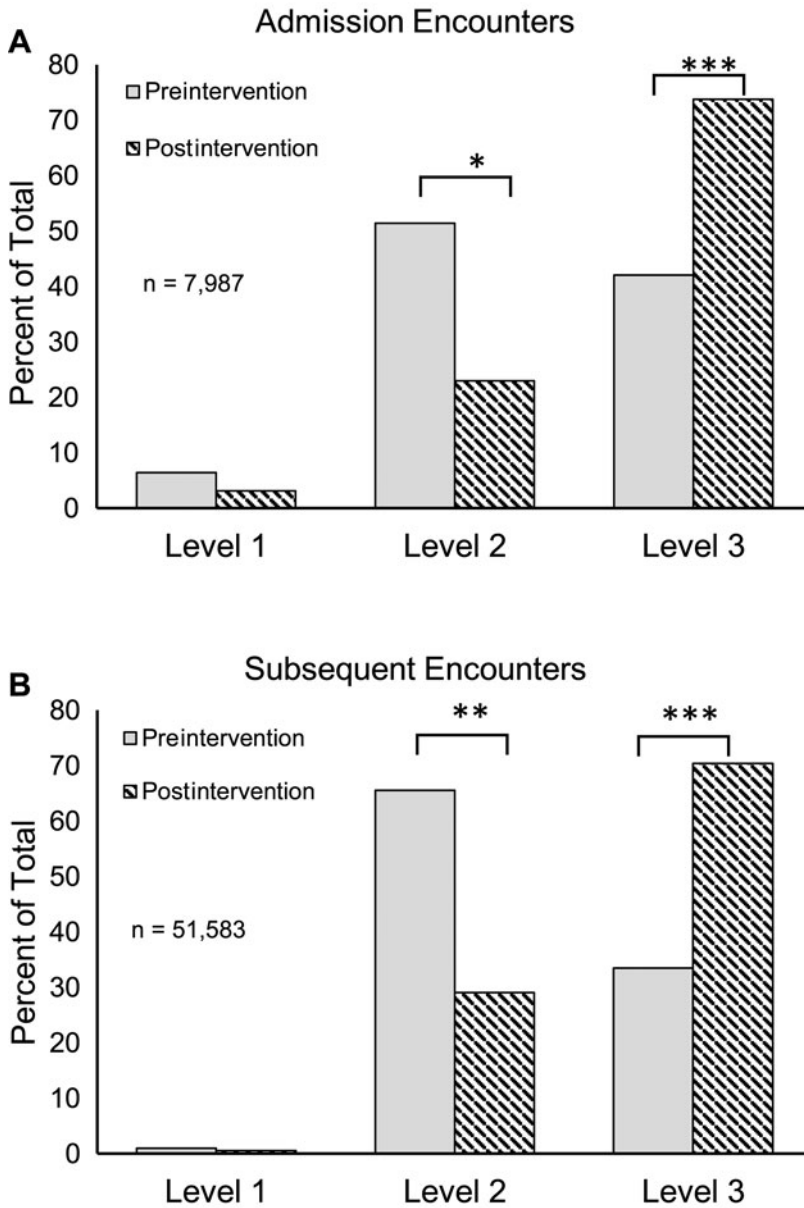 A
Admission Encounters
Percent of Total
80
70
60
50
40
30
20
10
0
Preintervention
Postintervention
n = 7,987
*
***
Level 1 Level 2 Level 3
B
Subsequent Encounters
Percent of Total
80
70
60
50
40
30
20
10
0
Preintervention
Postintervention
n = 51,583
**
***
Level 1 Level 2 Level 3